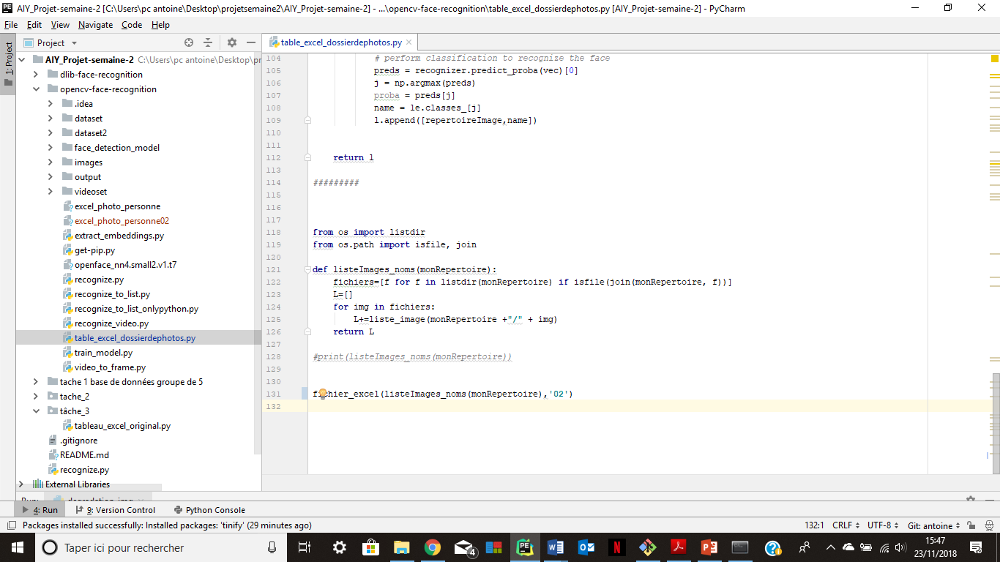 AIY_Projet-semaine-2 [C:\Users\pc antoine\Desktop\projetsemaine2\AIY_Projet-semaine-2] - ...\opencv-face-recognition\table_excel_dossierdephotos.py [AIY_Projet-semaine-2] - PyCharm
File Edit View Navigate Code Help
1: Project
Project
AIY_Projet-semaine-2 C:\Users\pc antoine\Desktop\pr
dlib-face-recognition
opencv-face-recognition
.idea
dataset
dataset2
face_detection_model
images
output
videoset
excel_photo_personne
excel_photo_personne02
extract_embeddings.py
get-pip.py
openface_nn4.small2.v1.t7
recognize.py
recognize_to_list.py
recognize_to_list_onlypython.py
recognize_video.py
table_excel_dossierdephotos.py
train_model.py
video_to_frame.py
tache 1 base de données groupe de 5
tache_2
tâche_3
tableau_excel_original.py
.gitignore
README.md
recognize.py
External Libraries
table_excel_dossierdephotos.py
104 # perform classification to recognize the face
105 preds = recognizer.predict_proba(vec)[0]
106 j = np.argmax(preds)
107 proba = preds[j]
108 name = le.classes_[j]
109 l.append([repertoireImage,name])
110
111
112 return l
113
114 #########
115
116
117
118 from os import listdir
119 from os.path import isfile, join
120
121 def listeImages_noms(monRepertoire):
122 fichiers=[f for f in listdir(monRepertoire) if isfile(join(monRepertoire, f))]
123 L=[]
124 for img in fichiers:
125 L+=liste_image(monRepertoire +"/" + img)
126 return L
127
128 #print(listeImages_noms(monRepertoire))
129
130
131 fichier_excel(listeImages_noms(monRepertoire),'02')
132
Run: degradation_img
4: Run 9: Version Control Python Console
Packages installed successfully: Installed packages: 'tinify' (29 minutes ago) 132:1 CRLF UTF-8 Git: antoine
Taper ici pour rechercher
4
15:47
23/11/2018